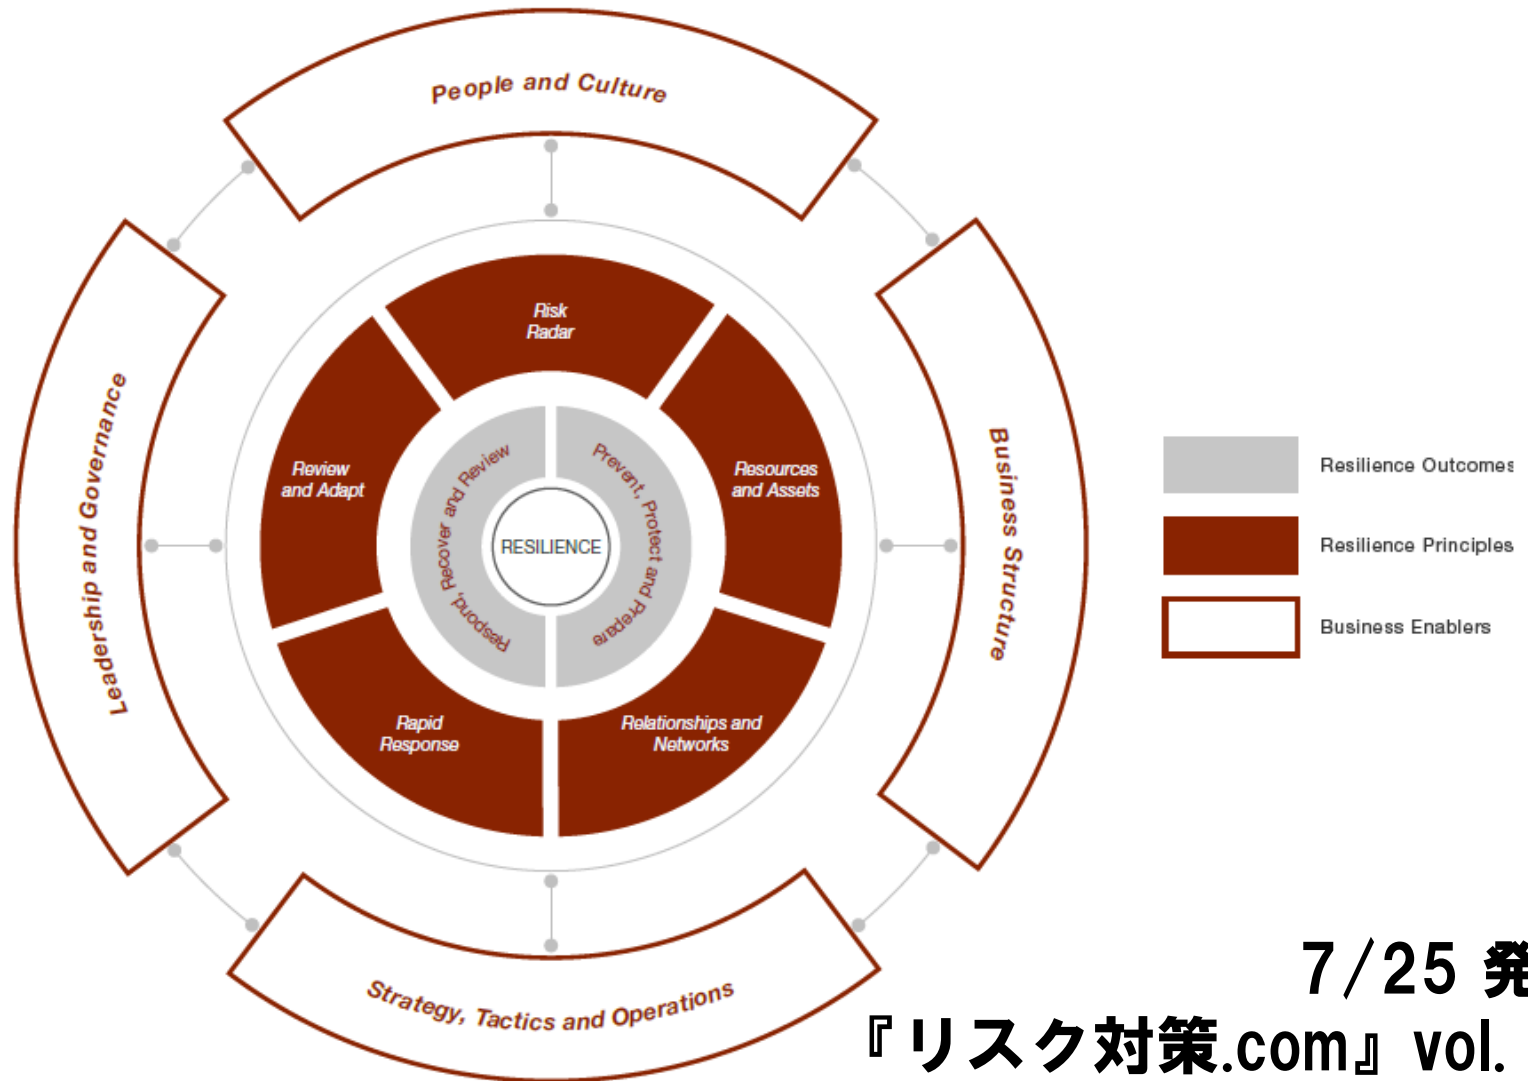 People and Culture
Risk
Radar
Review
and Adapt
Resources
and Assets
Leadership and Governance
Respond, Recover and Review
Prevent, Protect and Prepare
RESILIENCE
Business Structure
Rapid
Response
Relationships and
Networks
Strategy, Tactics and Operations
Resilience Outcomes
Resilience Principles
Business Enablers
7/25 発
『リスク対策.com』vol.